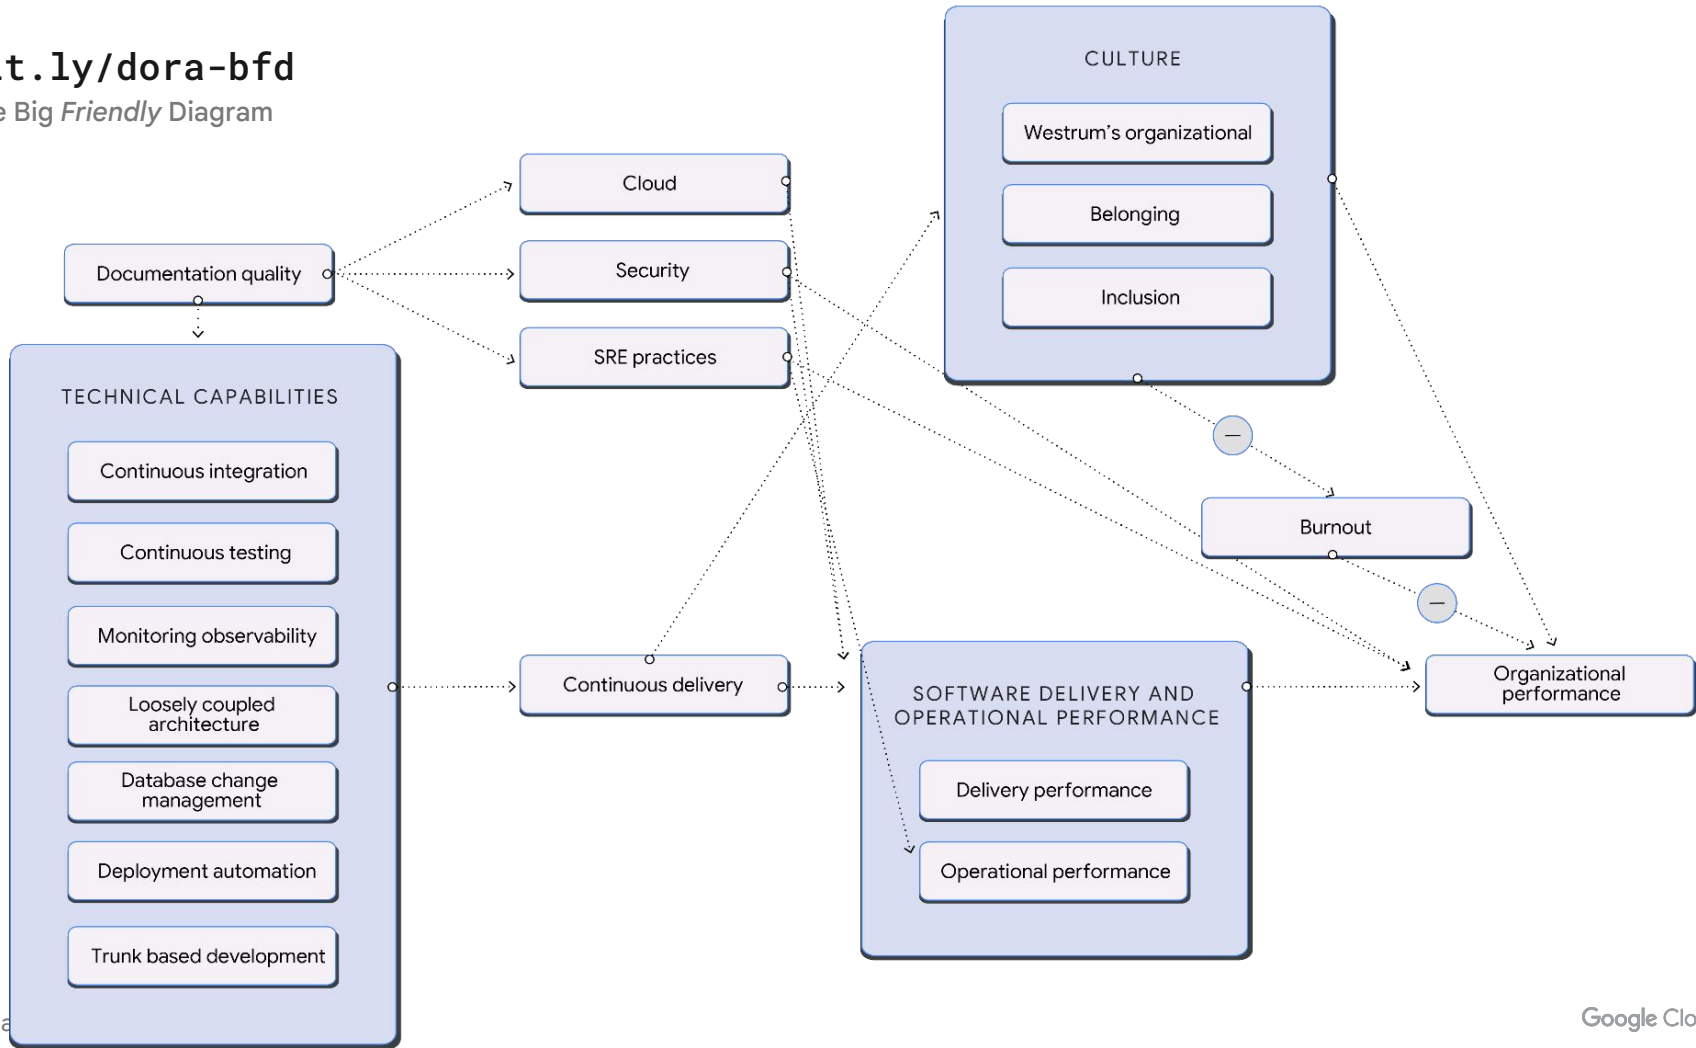 t.ly/dora-bfd
Big Friendly Diagram
CULTURE
Westrum's organizational
Belonging
Inclusion
Cloud
Security
SRE practices
Documentation quality
TECHNICAL CAPABILITIES
Continuous integration
Continuous testing
Monitoring observability
Loosely coupled
architecture
Database change
management
Deployment automation
Trunk based development
Continuous delivery
SOFTWARE DELIVERY AND
OPERATIONAL PERFORMANCE
Delivery performance
Operational performance
—
Burnout
—
Organizational
performance
Google Clo